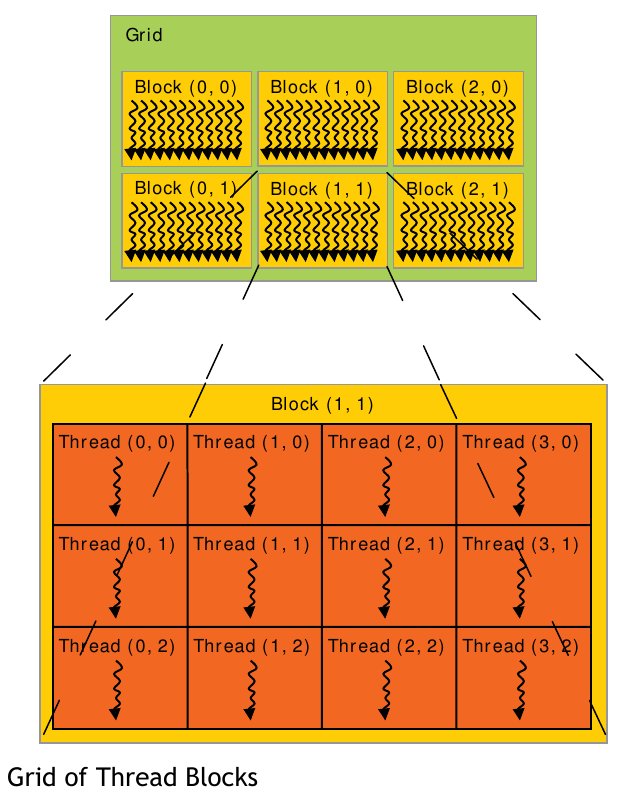 Grid
Block (0, 0) Block (1, 0) Block (2, 0)
Block (0, 1) Block (1, 1) Block (2, 1)
Block (1, 1)
Thread (0, 0) Thread (1, 0) Thread (2, 0) Thread (3, 0)
Thread (0, 1) Thread (1, 1) Thread (2, 1) Thread (3, 1)
Thread (0, 2) Thread (1, 2) Thread (2, 2) Thread (3, 2)
Grid of Thread Blocks